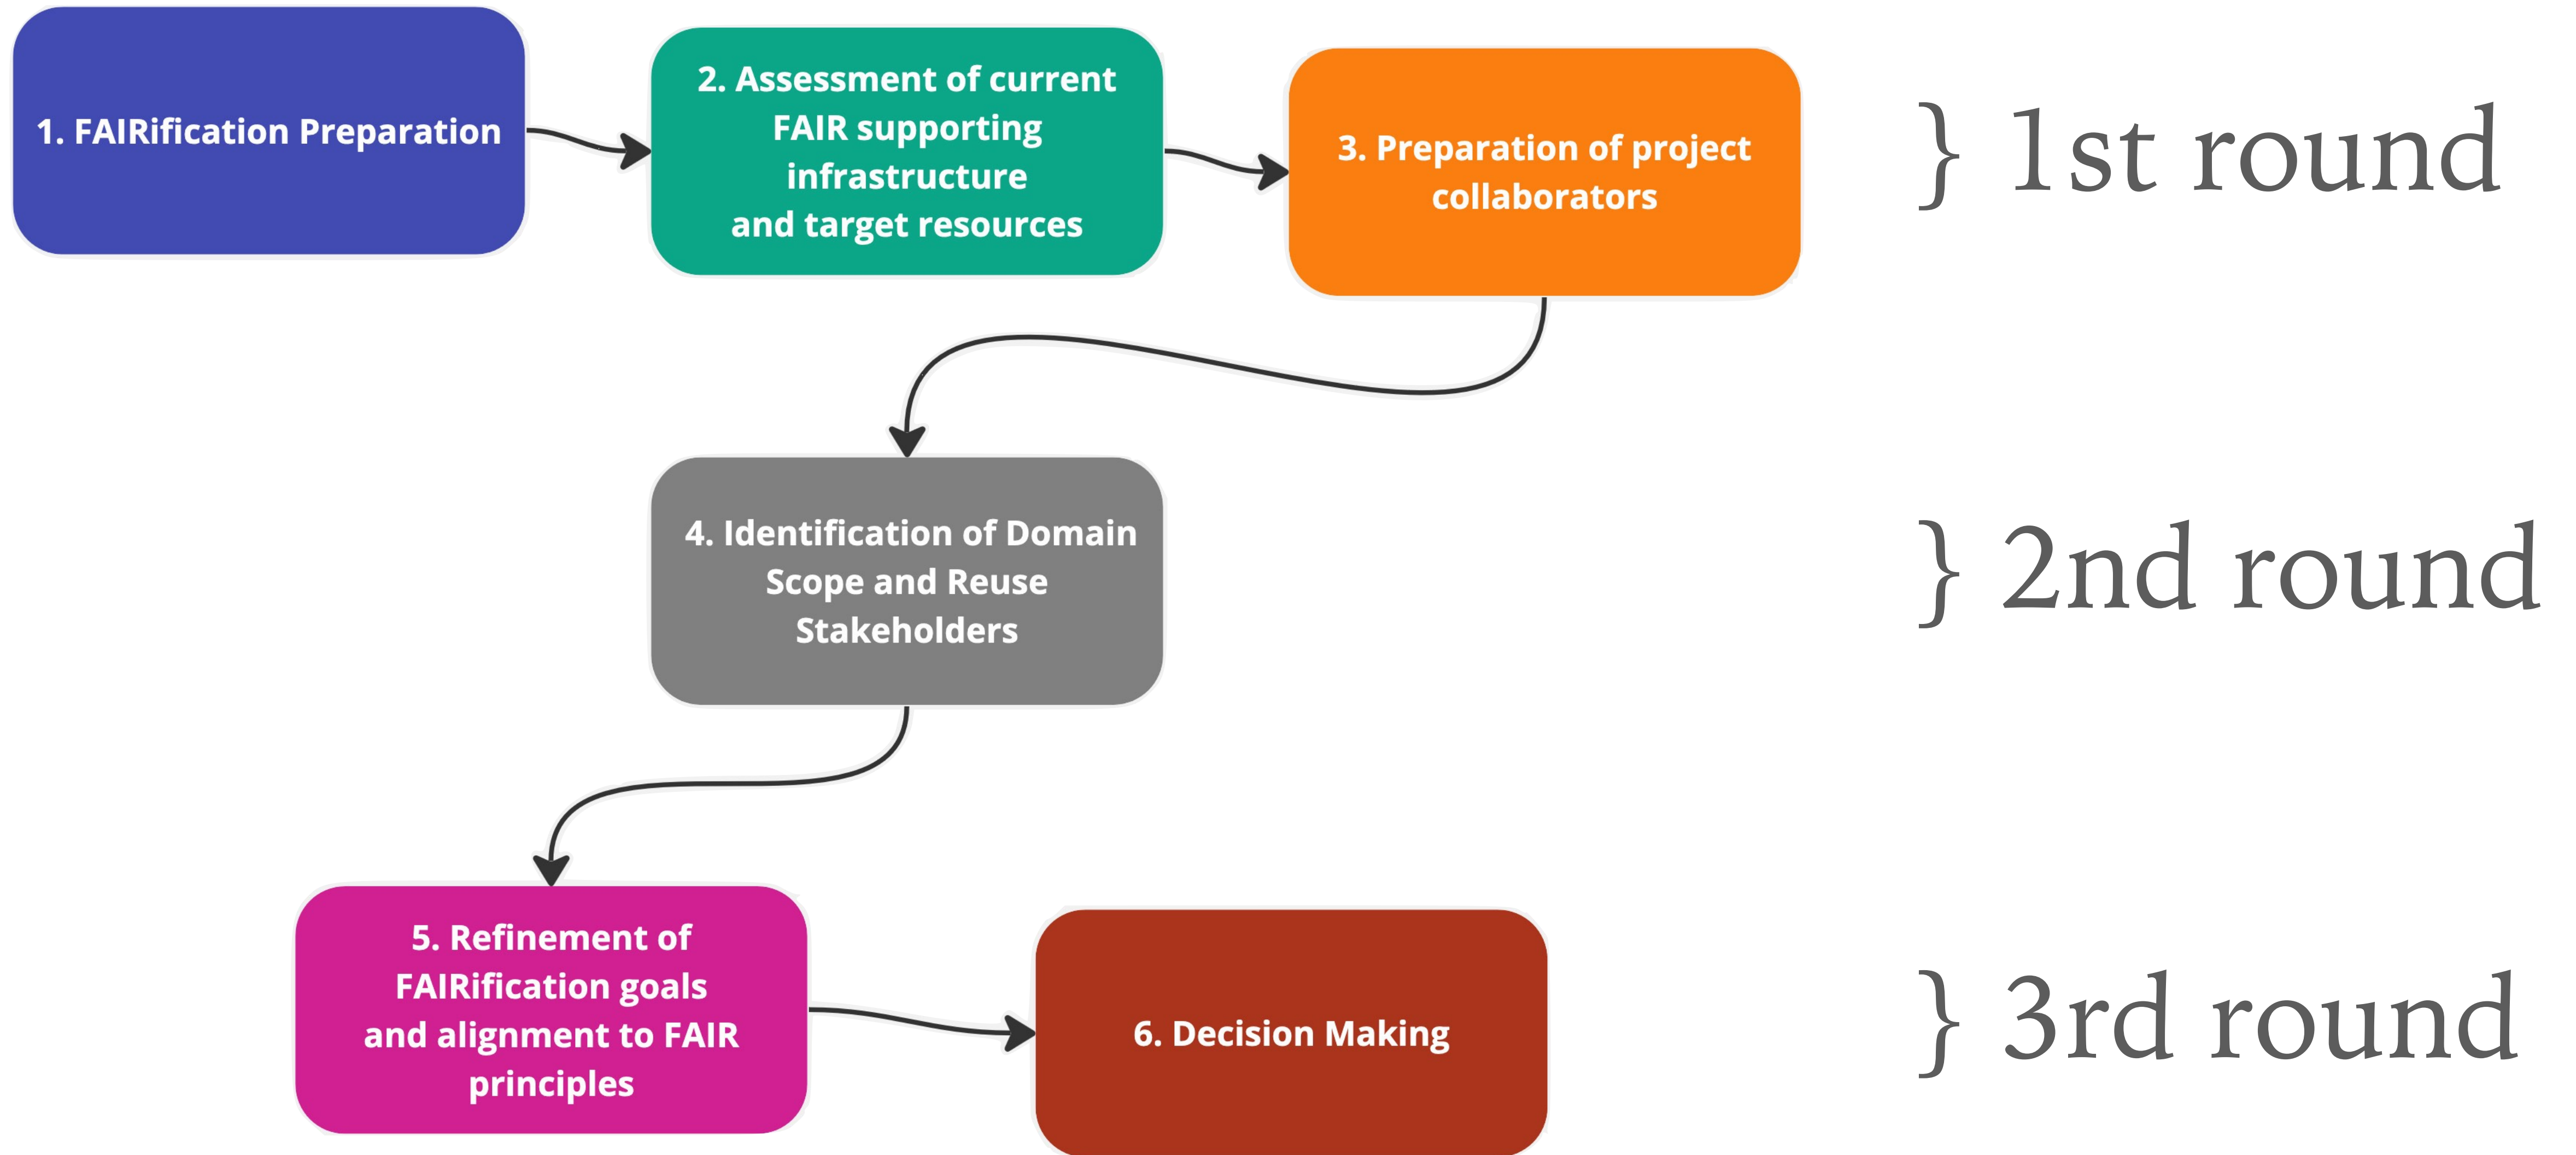 1. FAIRification Preparation
2. Assessment of current
FAIR supporting
infrastructure
and target resources
3. Preparation of project
collaborators
} 1st round
4. Identification of Domain
Scope and Reuse
Stakeholders
} 2nd round
5. Refinement of
FAIRification goals
and alignment to FAIR
principles
6. Decision Making
} 3rd round